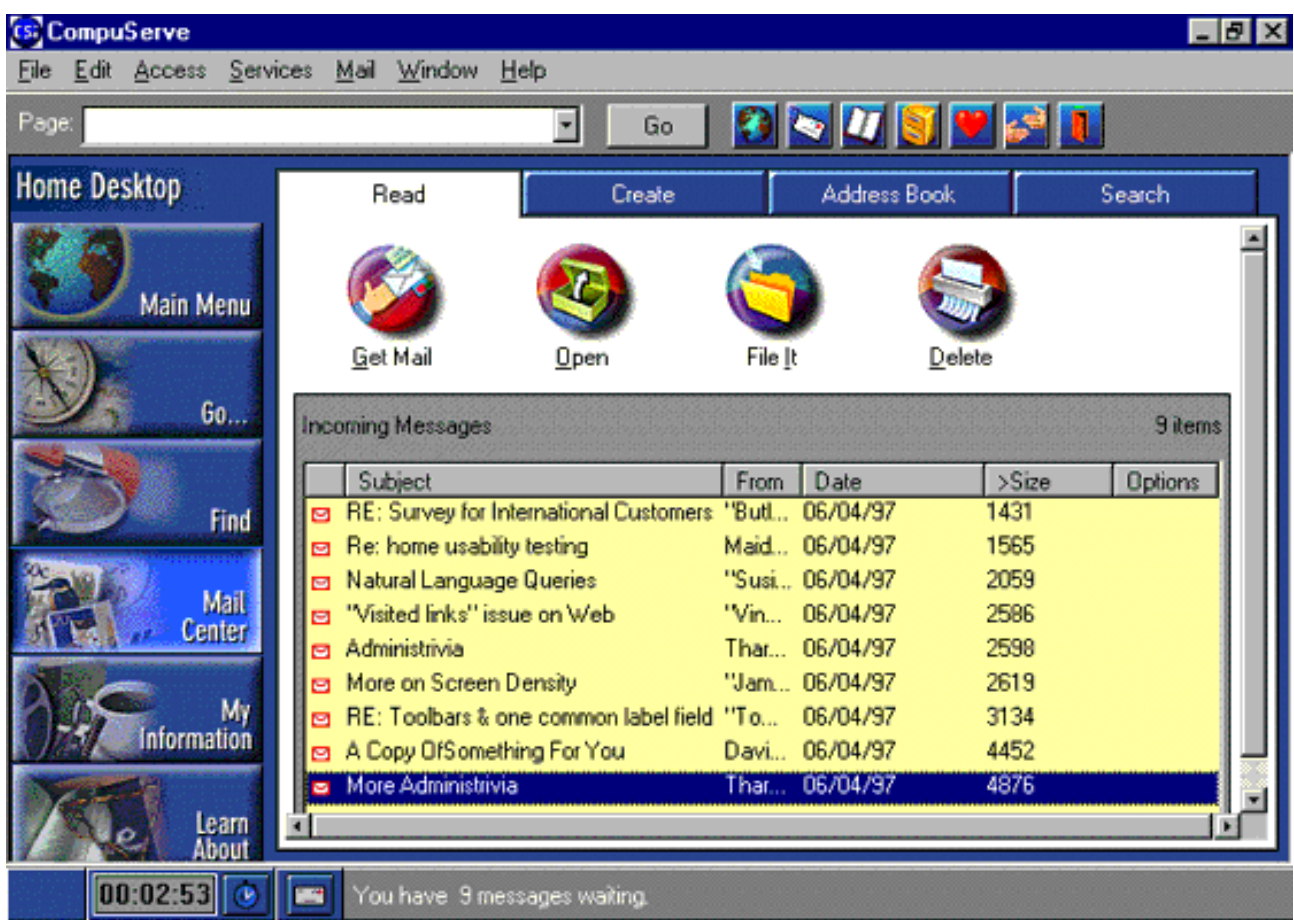 CompuServe
File Edit Access Services Mail Window Help
Page: Go
Home Desktop
Read Create Address Book Search
Main Menu
Get Mail Open File It Delete
Go...
Incoming Messages 9 items
Subject From Date >Size Options
RE: Survey for International Customers "Butl... 06/04/97 1431
Find
Re: home usability testing Maid... 06/04/97 1565
Natural Language Queries "Susi... 06/04/97 2059
Mail
Center
"Visited links" issue on Web "Vin... 06/04/97 2586
Administrivia Thar... 06/04/97 2598
More on Screen Density "Jam... 06/04/97 2619
My
Information
RE: Toolbars & one common label field "To... 06/04/97 3134
A Copy OfSomething For You Davi... 06/04/97 4452
More Administrivia Thar... 06/04/97 4876
Learn
About
00:02:53 You have 9 messages waiting.